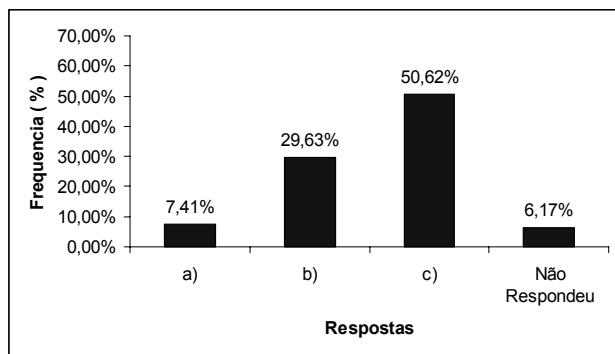 70,00%
60,00%
50,00%
40,00%
30,00%
20,00%
10,00%
0,00%
Frequencia ( % )
7,41%
29,63%
50,62%
6,17%
a)
b)
c)
Não
Respondeu
Respostas